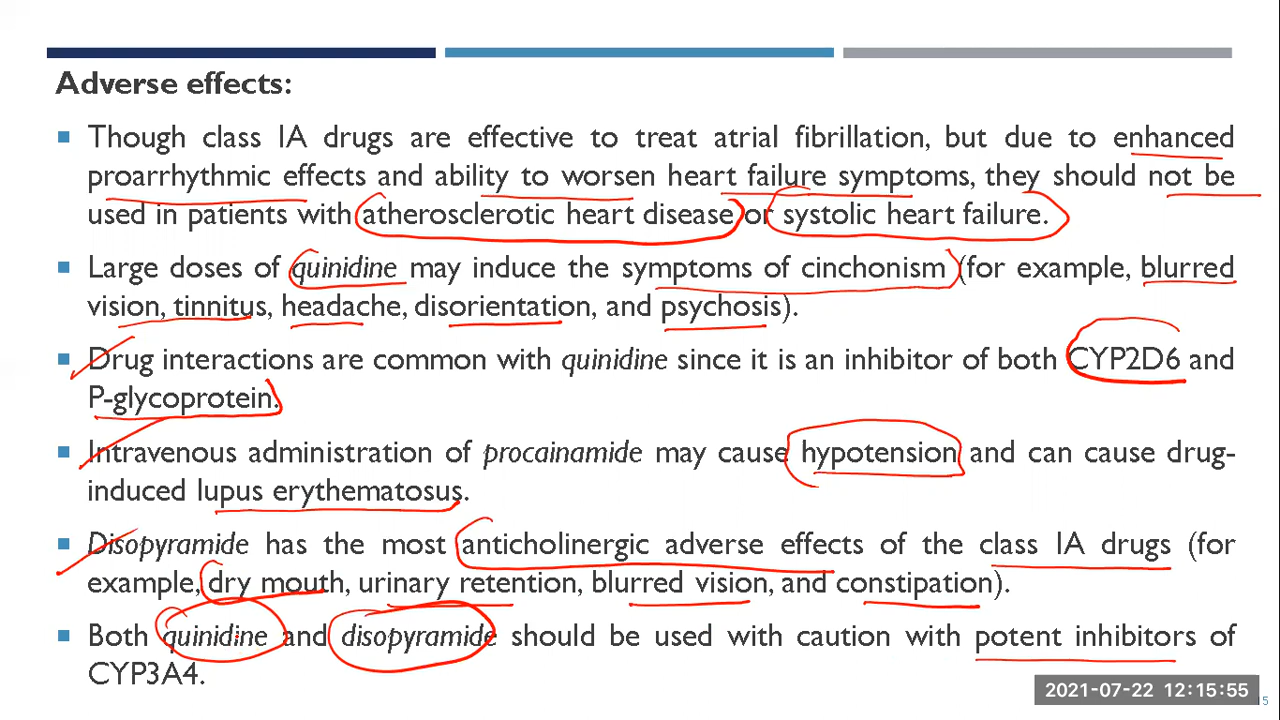 Adverse effects:
Though class IA drugs are effective to treat atrial fibrillation, but due to enhanced
proarrhythmic effects and ability to worsen heart failure symptoms, they should not be
used in patients with atherosclerotic heart disease or systolic heart failure.
Large doses of quinidine may induce the symptoms of cinchonism (for example, blurred
vision, tinnitus, headache, disorientation, and psychosis).
Drug interactions are common with quinidine since it is an inhibitor of both CYP2D6 and
P-glycoprotein.
Intravenous administration of procainamide may cause hypotension and can cause drug-
induced lupus erythematosus.
Disopyramide has the most anticholinergic adverse effects of the class IA drugs (for
example, dry mouth, urinary retention, blurred vision, and constipation).
Both quinidine and disopyramide should be used with caution with potent inhibitors of
CYP3A4.
2021-07-22 12:15:55